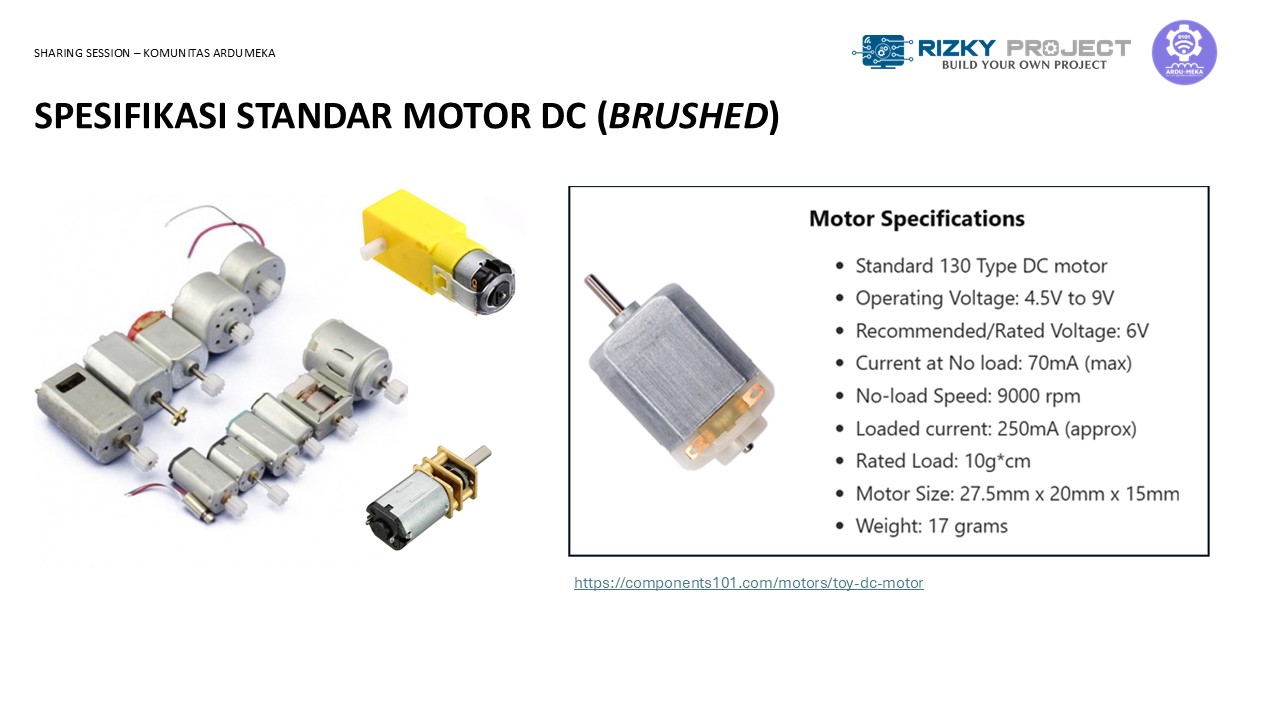 SHARING SESSION – KOMUNITAS ARDUMEKA
RIZKY PROJECT
BUILD YOUR OWN PROJECT
0101
ARDU-MEKA
SPESIFIKASI STANDAR MOTOR DC (BRUSHED)
Motor Specifications
• Standard 130 Type DC motor
• Operating Voltage: 4.5V to 9V
• Recommended/Rated Voltage: 6V
• Current at No load: 70mA (max)
• No-load Speed: 9000 rpm
• Loaded current: 250mA (approx)
• Rated Load: 10g*cm
• Motor Size: 27.5mm x 20mm x 15mm
• Weight: 17 grams
https://components101.com/motors/toy-dc-motor